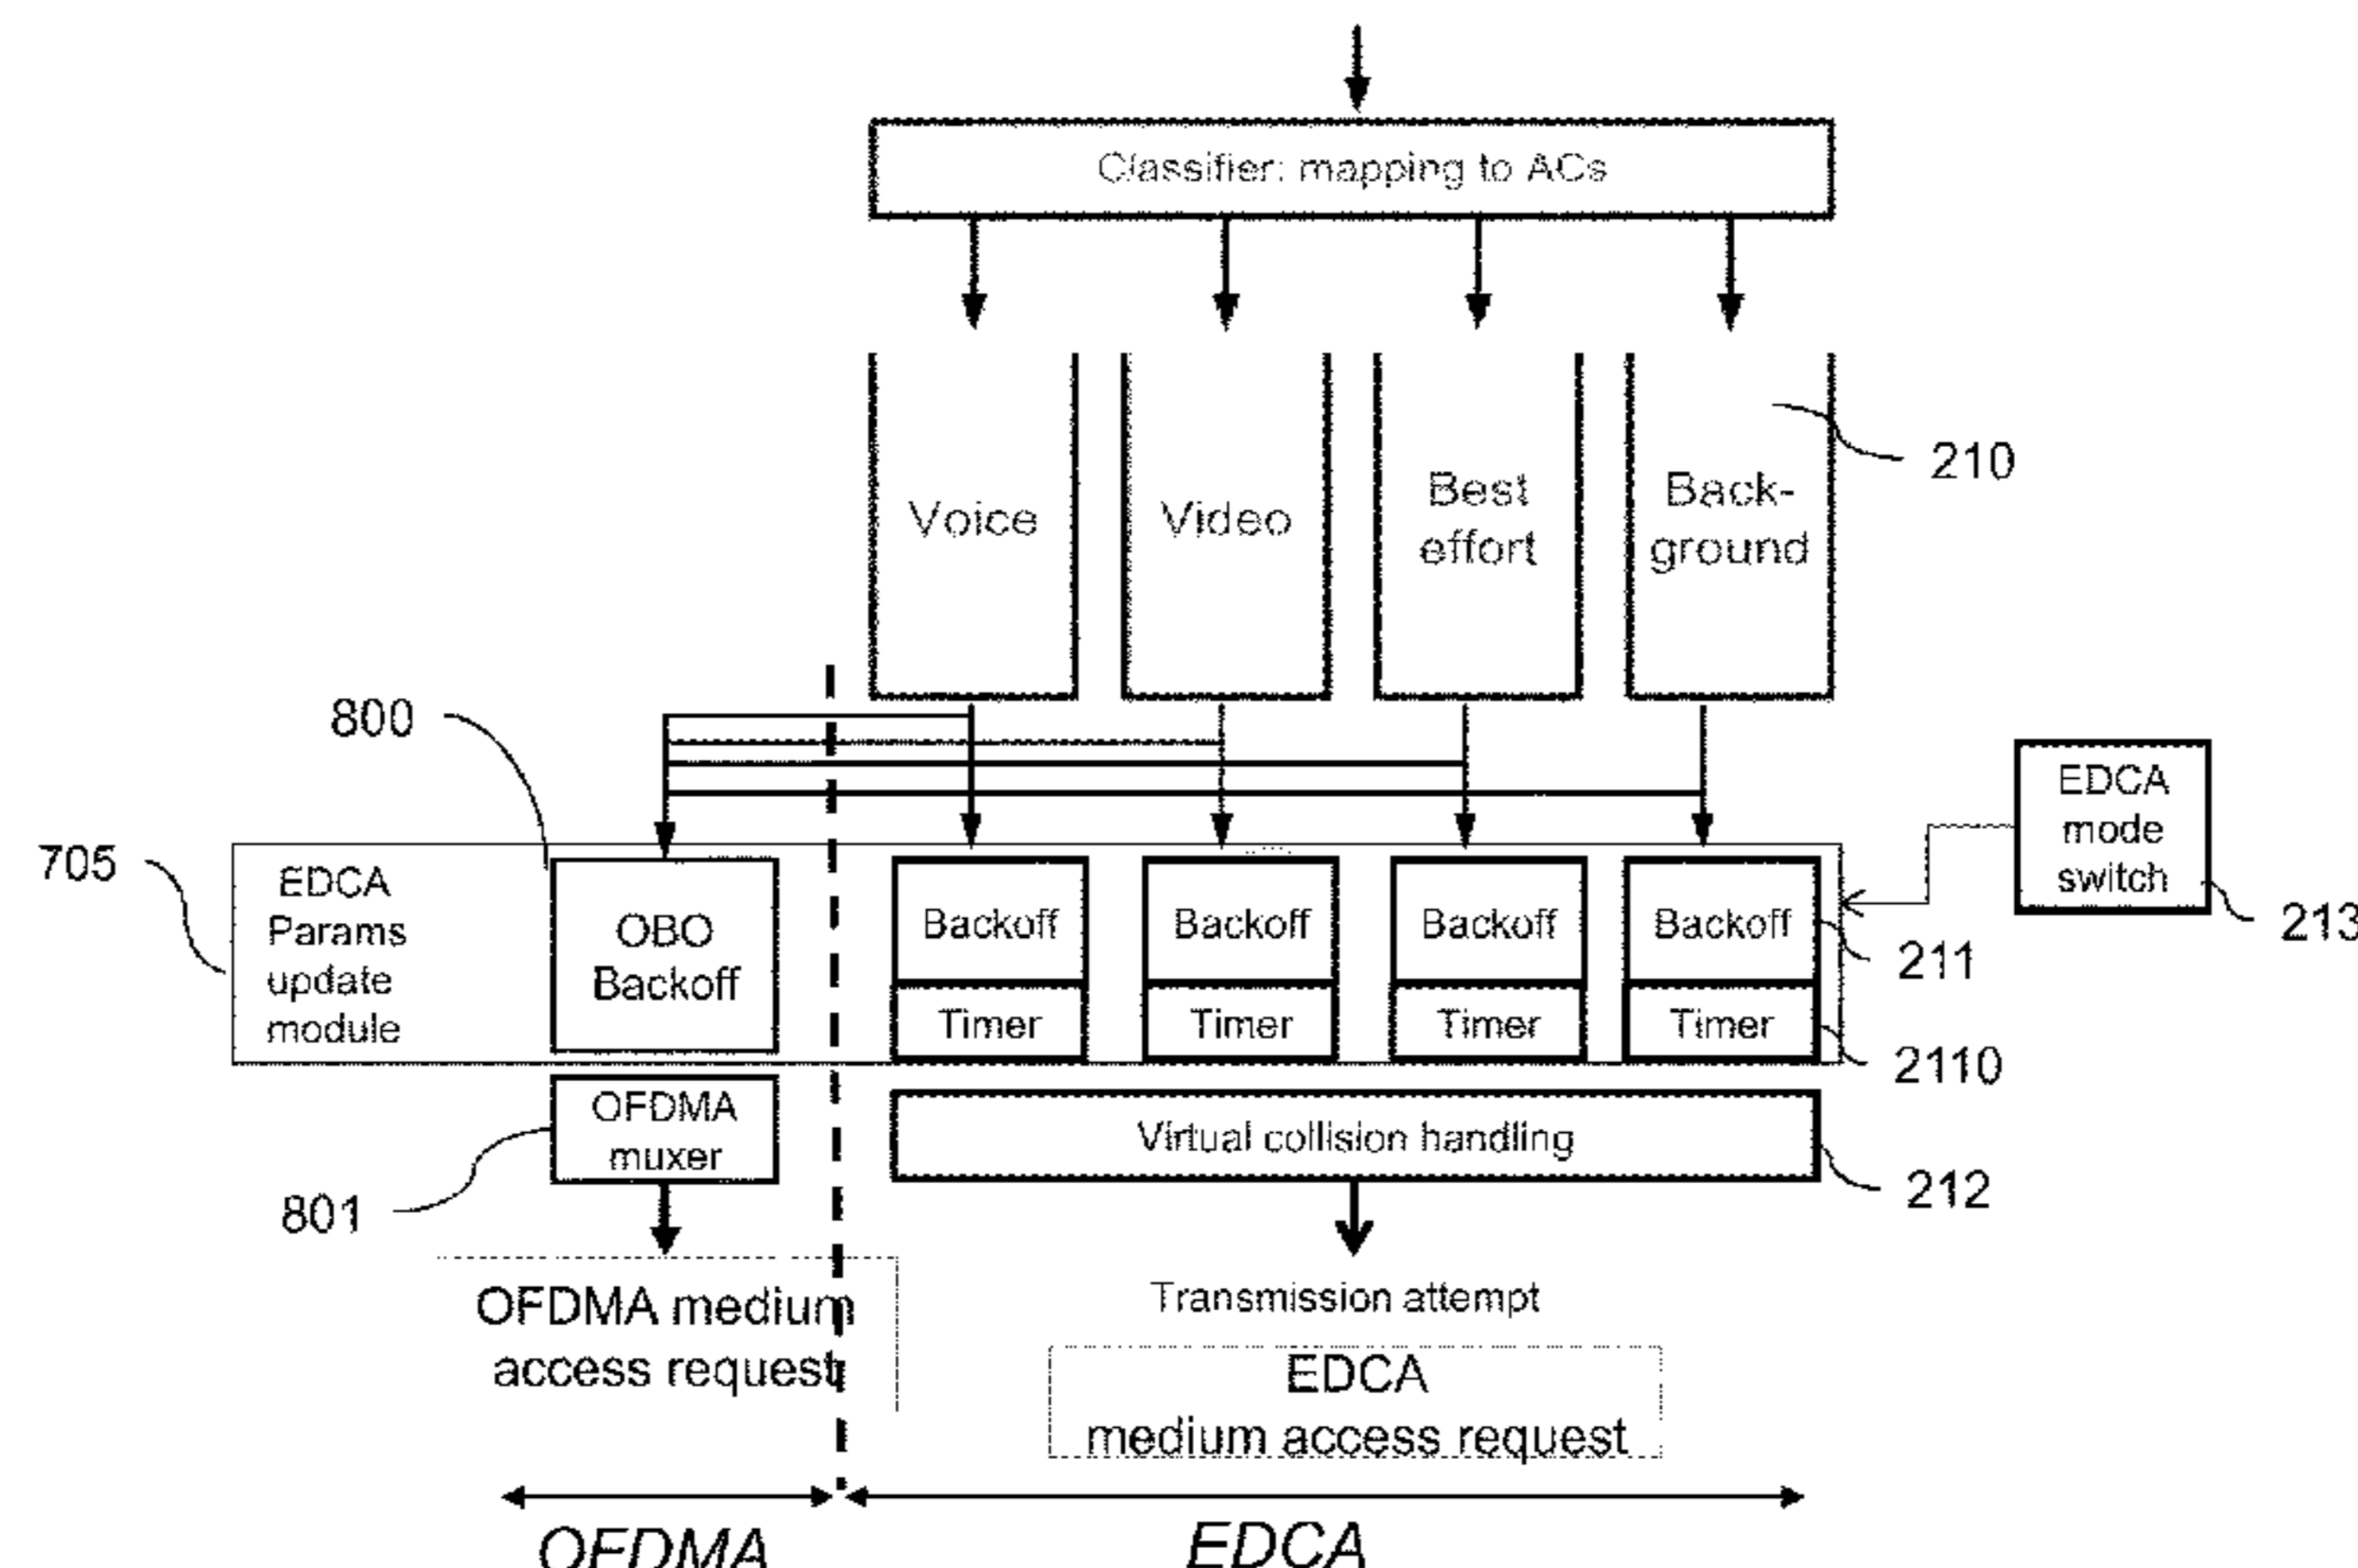 Classifier: mapping to ACs
Voice
Video
Best
effort
Back-
ground
210
800
705
EDCA
Params
update
module
OBO
Backoff
Backoff
Timer
Backoff
Timer
Backoff
Timer
Backoff
Timer
EDCA
mode
switch
213
211
2110
OFDMA
muxer
801
Virtual collision handling
212
OFDMA medium
access request
Transmission attempt
EDCA
medium access request
OFDMA
EDCA